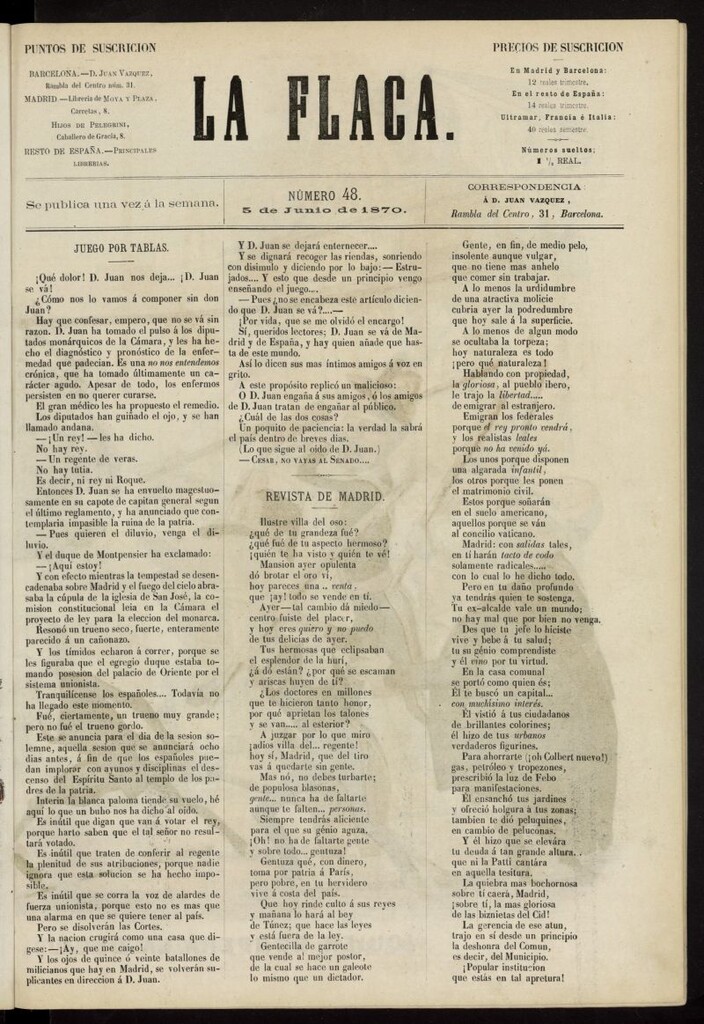 PUNTOS DE SUSCRICION
BARCELONA.—D. JUAN VAZQUEZ,
Rambla del Centro núm. 31.
MADRID.—Librería de MOYA Y PLAZA,
Carretas, 8.
HIJOS DE PELEGRINI,
Caballero de Gracia, 8.
RESTO DE ESPAÑA.—PRINCIPALES
LIBRERIAS.
LA FLACA.
PRECIOS DE SUSCRICION
En Madrid y Barcelona:
12 reales trimestre.
En el resto de España:
14 reales trimestre.
Ultramar, Francia é Italia:
40 reales semestre.
Números sueltos;
1 ½ REAL.
Se publica una vez á la semana.
NÚMERO 48.
5 de Junio de 1870.
CORRESPONDENCIA:
Á D. JUAN VAZQUEZ,
Rambla del Centro, 31, Barcelona.
JUEGO POR TABLAS.
¡Qué dolor! D. Juan nos deja... ¡D. Juan
se vá!
¿Cómo nos lo vamos á componer sin don
Juan?
Hay que confesar, empero, que no se vá sin
razon. D. Juan ha tomado el pulso á los dipu-
tados monárquicos de la Cámara, y les ha he-
cho el diagnóstico y pronóstico de la enfer-
medad que padecian. Es una no nos entendemos
crónica, que ha tomado últimamente un ca-
rácter agudo. Apesar de todo, los enfermos
persisten en no querer curarse.
El gran médico les ha propuesto el remedio.
Los diputados han guiñado el ojo, y se han
llamado andana.
—¡Un rey!—les ha dicho.
No hay rey.
—Un regente de veras.
No hay tutia.
Es decir, ni rey ni Roque.
Entonces D. Juan se ha envuelto magestuo-
samente en su capote de capitan general segun
el último reglamento, y ha anunciado que con-
templaria impasible la ruina de la patria.
—Pues quieren el diluvio, venga el di-
luvio.
Y el duque de Montpensier ha exclamado:
—¡Aquí estoy!
Y con efecto mientras la tempestad se desen-
cadenaba sobre Madrid y el fuego del cielo abra-
saba la cúpula de la iglesia de San José, la co-
mision constitucional leia en la Cámara el
proyecto de ley para la eleccion del monarca.
Resonó un trueno seco, fuerte, enteramente
parecido á un cañonazo.
Y los tímidos echaron á correr, porque se
les figuraba que el egregio duque estaba to-
mando posesion del palacio de Oriente por el
sistema unionista.
Tranquilícense los españoles.... Todavía no
ha llegado este momento.
Fué, ciertamente, un trueno muy grande;
pero no fué el trueno gordo.
Este se anuncia para el dia de la sesion so-
lemne, aquella sesion que se anunciará ocho
dias antes, á fin de que los españoles pue-
dan implorar con ayunos y disciplinas el des-
censo del Espíritu Santo al templo de los pa-
dres de la patria.
Interin la blanca paloma tiende su vuelo, hé
aquí lo que un buho nos ha dicho al oido.
Es inútil que digan que van á votar el rey,
porque harto saben que el tal señor no resul-
tará votado.
Es inútil que traten de conferir al regente
la plenitud de sus atribuciones, porque nadie
ignora que esta solucion se ha hecho impo-
sible.
Es inútil que se corra la voz de alardes de
fuerza unionista, porque esto no es mas que
una alarma en que se quiere tener al pais.
Pero se disolverán las Cortes.
Y la nacion crugirá como una casa que di-
gese:—¡Ay, que me caigo!
Y los ojos de quince ó veinte batallones de
milicianos que hay en Madrid, se volverán su-
plicantes en direccion á D. Juan.
Y D. Juan se dejará enternecer....
Y se dignará recoger las riendas, sonriendo
con disimulo y diciendo por lo bajo:—Estru-
jados.... Y esto que desde un principio vengo
enseñando el juego....
—Pues ¿no se encabeza este artículo dicien-
do que D. Juan se vá?....—
¡Por vida, que se me olvidó el encargo!
Sí, queridos lectores; D. Juan se vá de Ma-
drid y de España, y hay quien añade que has-
ta de este mundo.
Así lo dicen sus mas íntimos amigos á voz en
grito.
A este propósito replicó un malicioso:
O D. Juan engaña á sus amigos, ó los amigos
de D. Juan tratan de engañar al público.
¿Cuál de las dos cosas?
Un poquito de paciencia: la verdad la sabrá
el pais dentro de breves dias.
(Lo que sigue al oido de D. Juan.)
—CESAR, NO VAYAS AL SENADO....
REVISTA DE MADRID.
Ilustre villa del oso:
¿qué de tu grandeza fué?
¿qué fué de tu aspecto hermoso?
¡quién te ha visto y quién te vé!
Mansion ayer opulenta
dó brotar el oro vi,
hoy pareces una .. venta
que ¡ay! todo se vende en tí.
Ayer—tal cambio dá miedo—
centro fuiste del placer,
y hoy eres quiero y no puedo
de tus delicias de ayer.
Tus hermosas que eclipsaban
el esplendor de la hurí,
¿á dó están? ¿por qué se escaman
y ariscas huyen de tí?
¿Los doctores en millones
que te hicieron tanto honor,
por qué aprietan los talones
y se van..... al esterior?
A juzgar por lo que miro
¡adios villa del... regente!
hoy sí, Madrid, que del tiro
vas á quedarte sin gente.
Mas nó, no debes turbarte;
de populosa blasonas,
gente... nunca ha de faltarte
aunque te falten... personas.
Siempre tendrás aliciente
para el que su génio aguza.
¡Oh! no ha de faltarte gente
y sobre todo... gentuza!
Gentuza qué, con dinero,
toma por patria á París,
pero pobre, en tu hervidero
vive á costa del país.
Que hoy rinde culto á sus reyes
y mañana lo hará al bey
de Túnez; que hace las leyes
y está fuera de la ley.
Gentecilla de garrote
que vende al mejor postor,
de la cual se hace un galeote
lo mismo que un dictador.
Gente, en fin, de medio pelo,
insolente aunque vulgar,
que no tiene mas anhelo
que comer sin trabajar.
A lo menos la urdidumbre
de una atractiva molicie
cubria ayer la podredumbre
que hoy sale á la superficie.
A lo menos de algun modo
se ocultaba la torpeza;
hoy naturaleza es todo
¡pero qué naturaleza!
Hablando con propiedad,
la gloriosa, al pueblo ibero,
le trajo la libertad.....
de emigrar al estranjero.
Emigran los federales
porque el rey pronto vendrá,
y los realistas leales
porque no ha venido yá.
Los unos porque disponen
una algarada infantil,
los otros porque les ponen
el matrimonio civil.
Estos porque soñarán
en el suelo americano,
aquellos porque se ván
al concilio vaticano.
Madrid: con salidas tales,
en tí harán tacto de codo
solamente radicales.....
con lo cual lo he dicho todo.
Pero en tu daño profundo
ya tendrás quien te sostenga.
Tu ex-alcalde vale un mundo;
no hay mal que por bien no venga.
Des que tu jefe lo hiciste
vive y bebe á tu salud;
tu su génio comprendiste
y él vino por tu virtud.
En la casa comunal
se portó como quien és;
Él te buscó un capital...
con muchísimo interés.
Él vistió á tus ciudadanos
de brillantes colorines;
él hizo de tus urbanos
verdaderos figurines.
Para ahorrarte (¡oh Colbert nuevo!)
gas, petróleo y tropezones,
prescribió la luz de Febo
para manifestaciones.
Él ensanchó tus jardines
y ofreció holgura á tus zonas;
tambien te dió peluquines,
en cambio de peluconas.
Y él hizo que se elevára
tu deuda á tan grande altura..
que ni la Patti cantára
en aquella tesitura.
La quiebra mas bochornosa
sobre tí caerá, Madrid,
¡sobre tí, la mas gloriosa
de las biznietas del Cid!
La gerencia de ese atun,
trajo en sí desde un principio
la deshonra del Comun,
es decir, del Municipio.
¡Popular institucion
que estás en tal apretura!